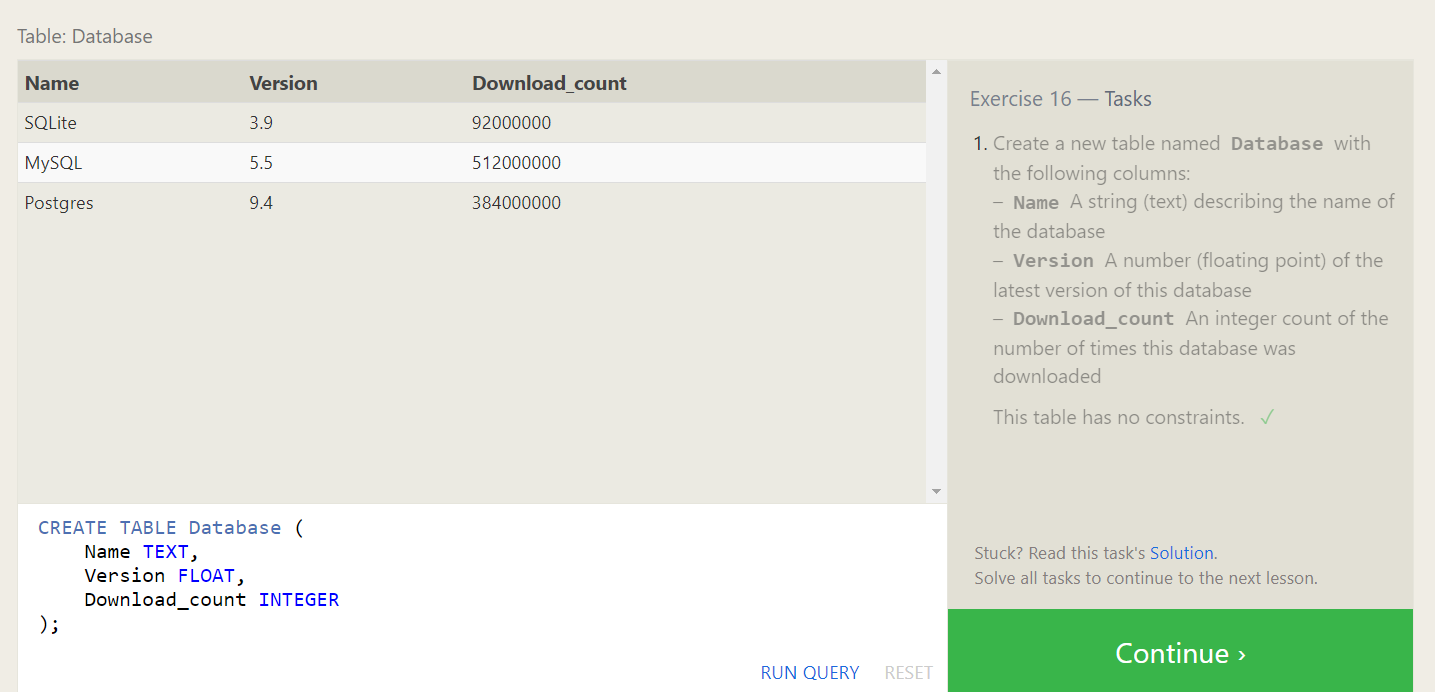 Table: Database
Name Version Download_count
SQLite 3.9 92000000
MySQL 5.5 512000000
Postgres 9.4 384000000
Exercise 16 — Tasks
1. Create a new table named Database with
the following columns:
– Name A string (text) describing the name of
the database
– Version A number (floating point) of the
latest version of this database
– Download_count An integer count of the
number of times this database was
downloaded
This table has no constraints. ✓
Stuck? Read this task's Solution.
Solve all tasks to continue to the next lesson.
Continue ›
CREATE TABLE Database (
    Name TEXT,
    Version FLOAT,
    Download_count INTEGER
);
RUN QUERY RESET